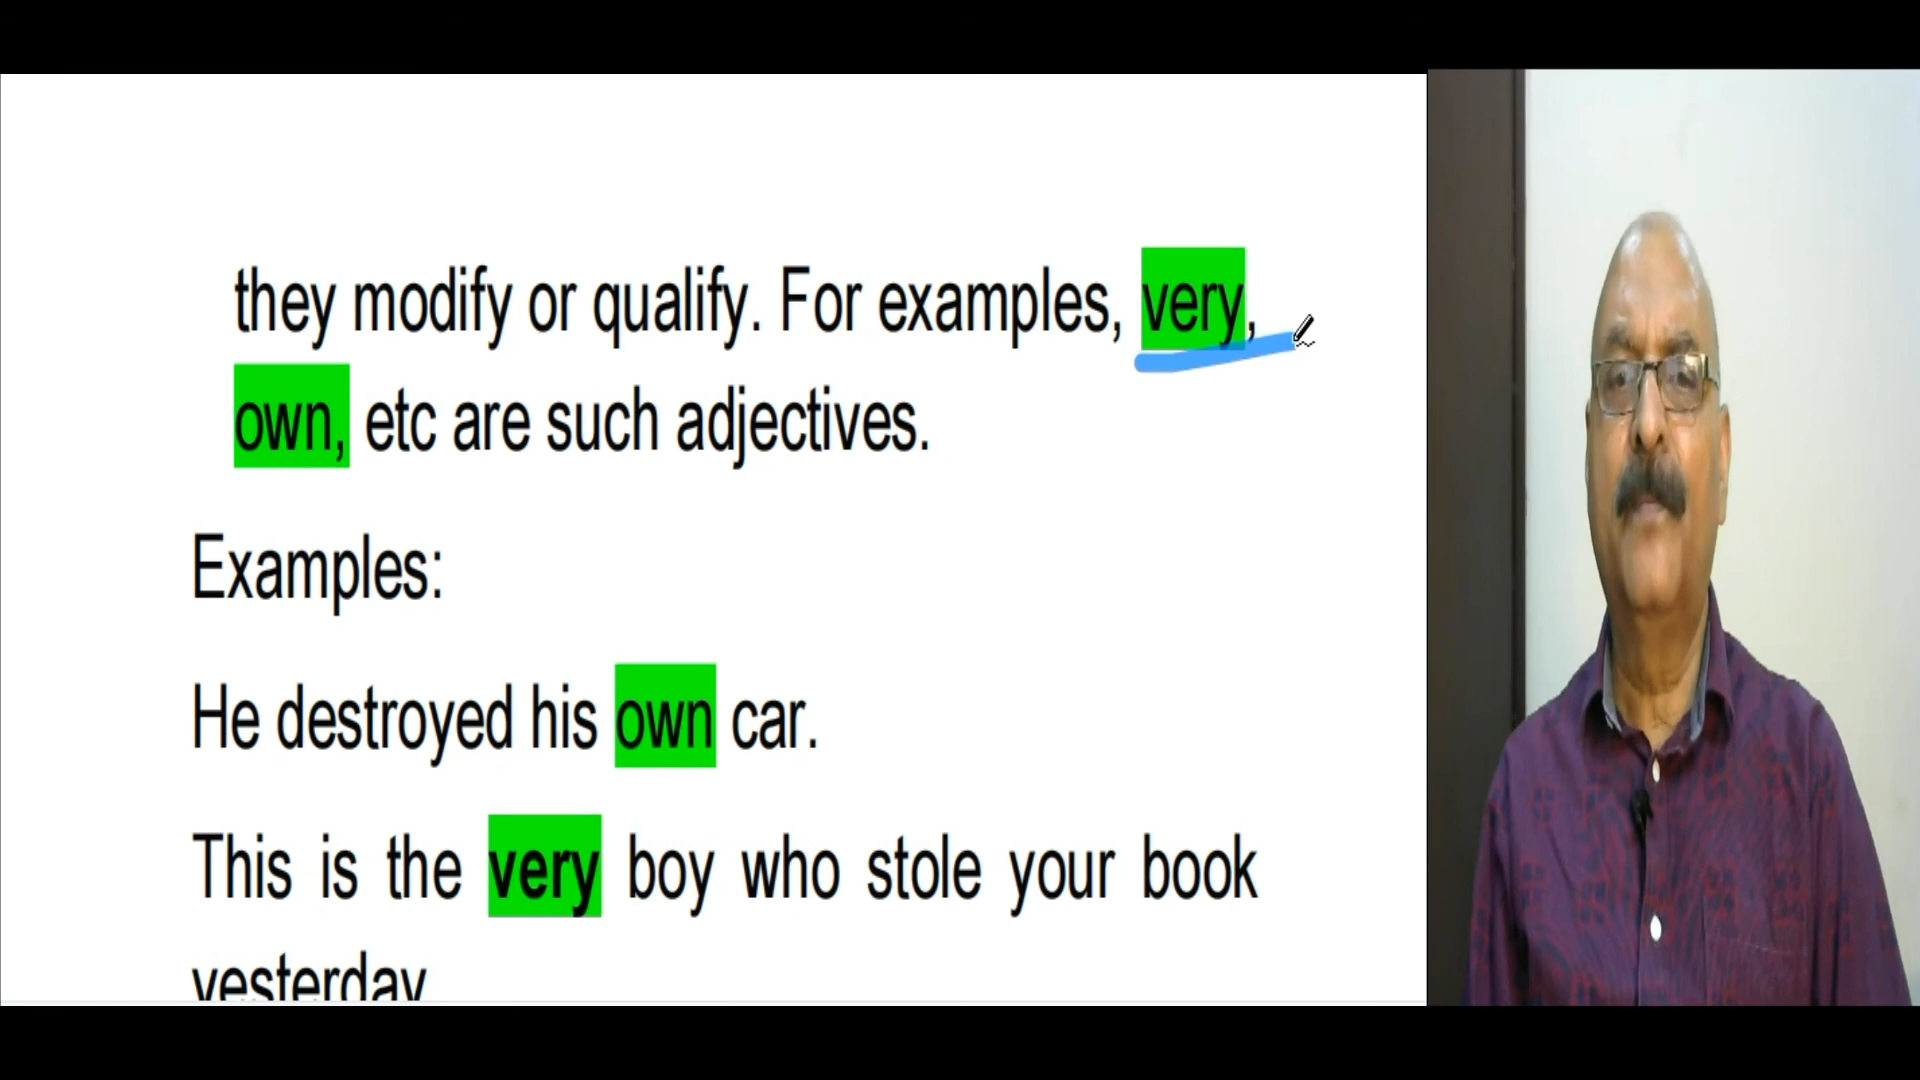 they modify or qualify. For examples, very,
own, etc are such adjectives.
Examples:
He destroyed his own car.
This is the very boy who stole your book
yesterday